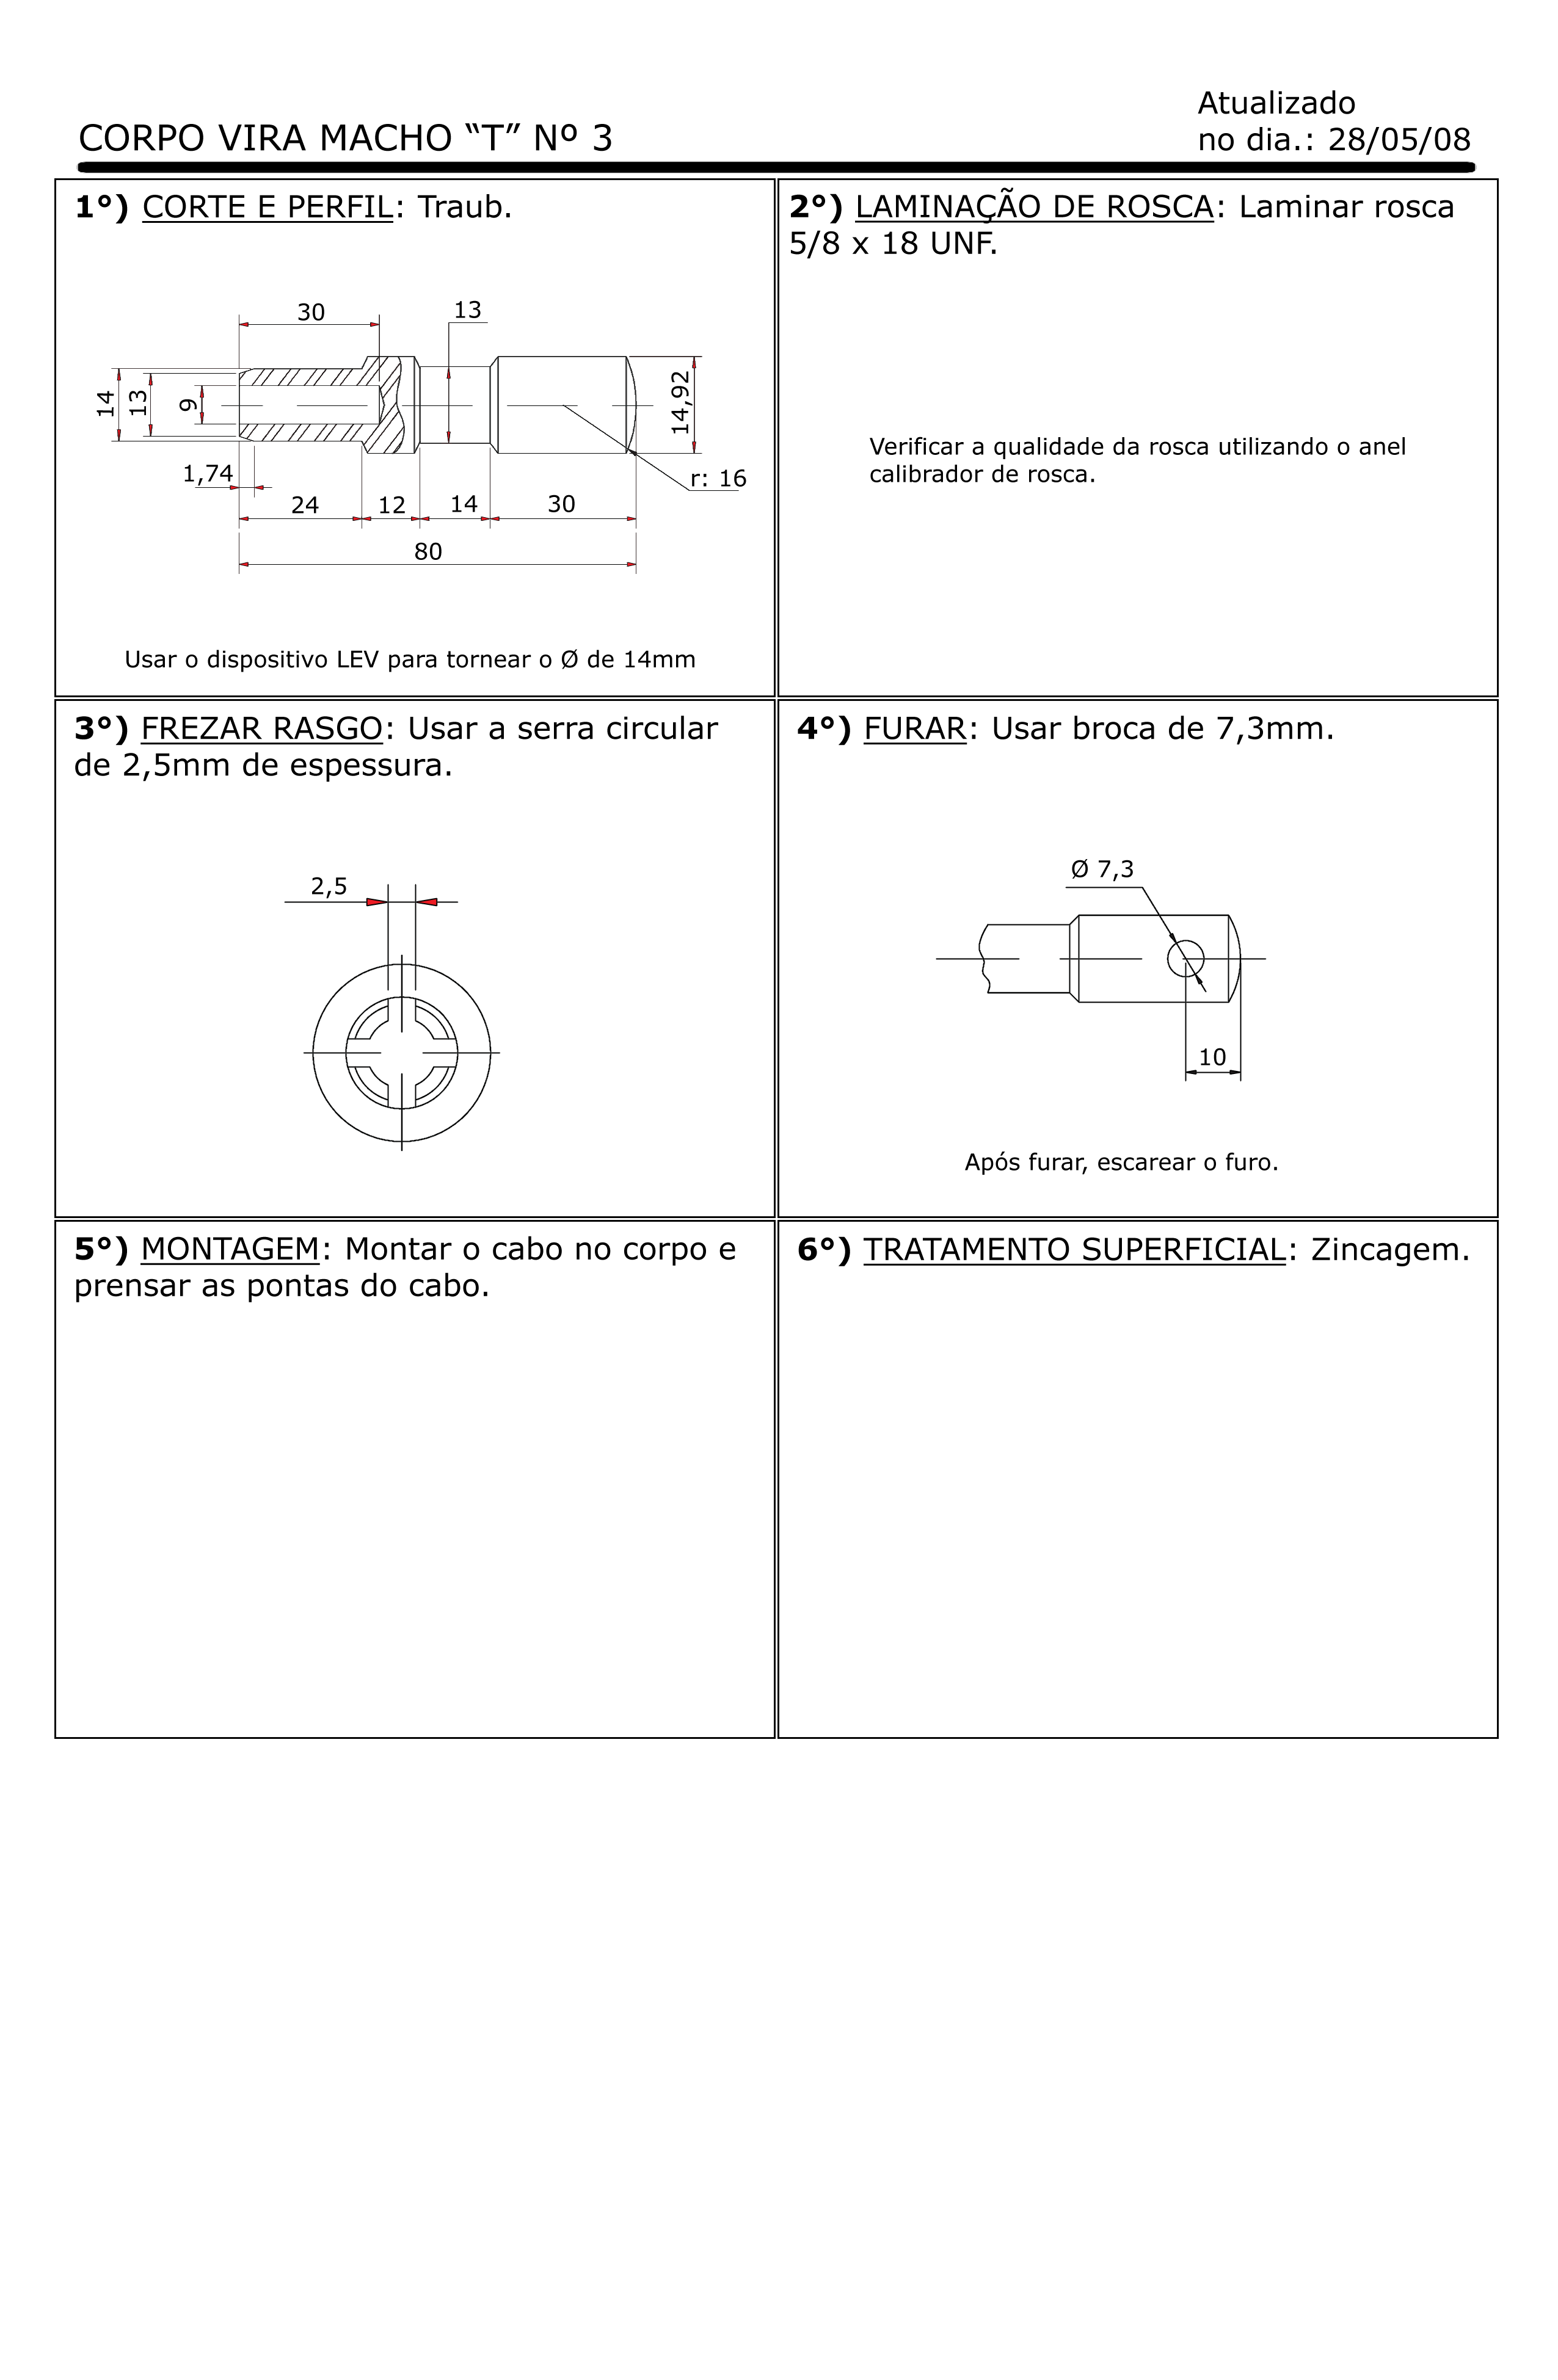 CORPO VIRA MACHO “T” Nº 3
Atualizado
no dia.: 28/05/08
1°) CORTE E PERFIL: Traub.
30
13
14
13
9
14,92
1,74
r: 16
24
12
14
30
80
Usar o dispositivo LEV para tornear o Ø de 14mm
2°) LAMINAÇÃO DE ROSCA: Laminar rosca
5/8 x 18 UNF.
Verificar a qualidade da rosca utilizando o anel
calibrador de rosca.
3°) FREZAR RASGO: Usar a serra circular
de 2,5mm de espessura.
2,5
4°) FURAR: Usar broca de 7,3mm.
Ø 7,3
10
Após furar, escarear o furo.
5°) MONTAGEM: Montar o cabo no corpo e
prensar as pontas do cabo.
6°) TRATAMENTO SUPERFICIAL: Zincagem.